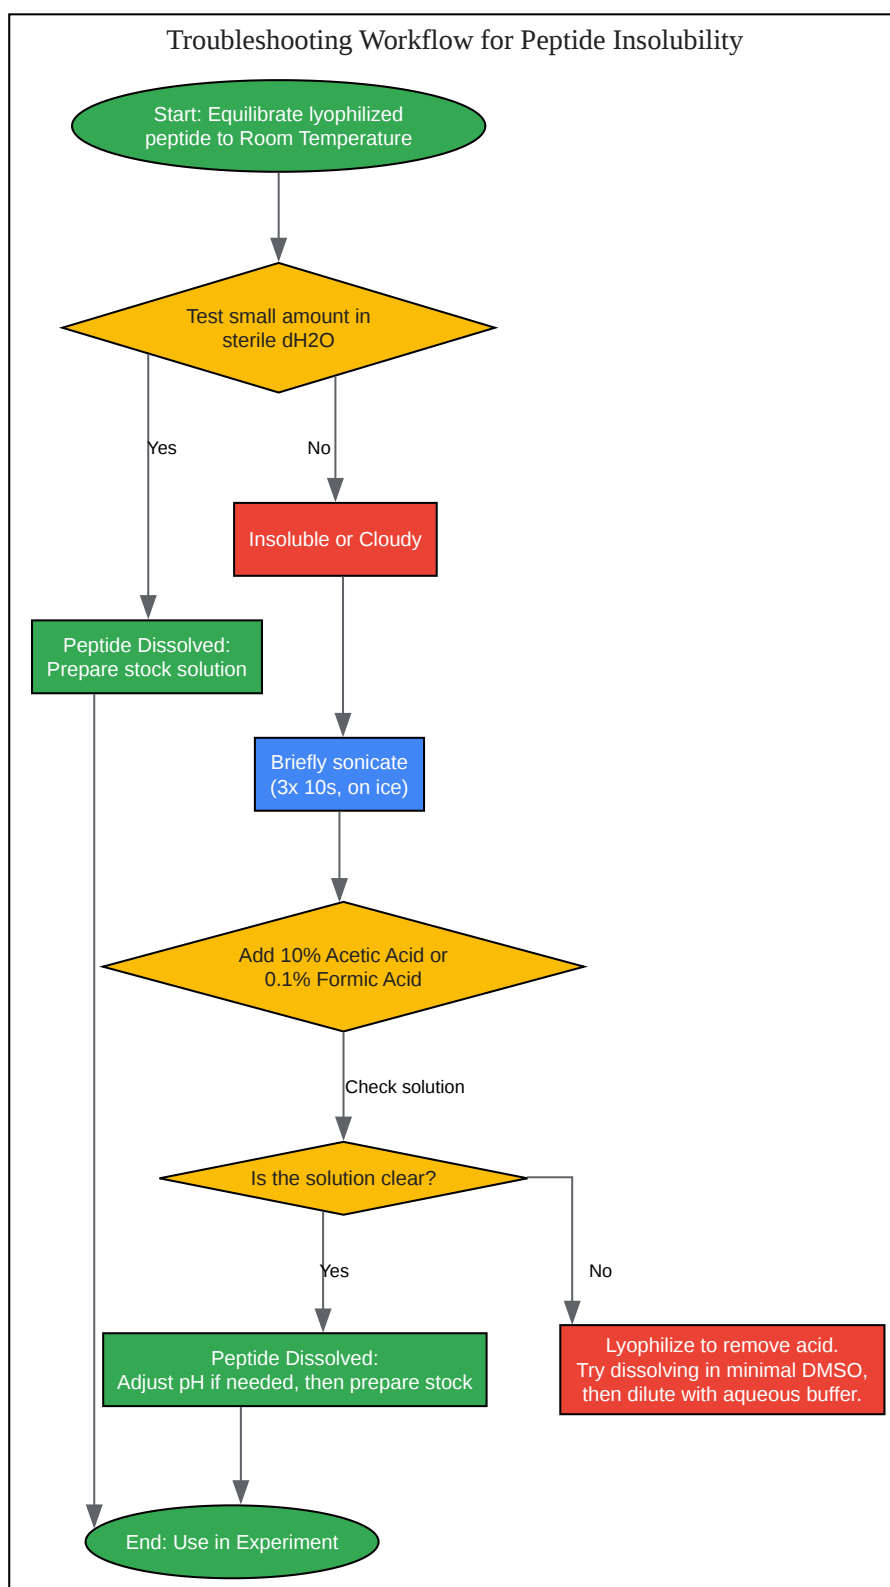 Troubleshooting Workflow for Peptide Insolubility
Start: Equilibrate lyophilized
peptide to Room Temperature
Test small amount in
sterile dH2O
Yes
No
Insoluble or Cloudy
Peptide Dissolved:
Prepare stock solution
Briefly sonicate
(3x 10s, on ice)
Add 10% Acetic Acid or
0.1% Formic Acid
Check solution
Is the solution clear?
Yes
No
Peptide Dissolved:
Adjust pH if needed, then prepare stock
Lyophilize to remove acid.
Try dissolving in minimal DMSO,
then dilute with aqueous buffer.
End: Use in Experiment